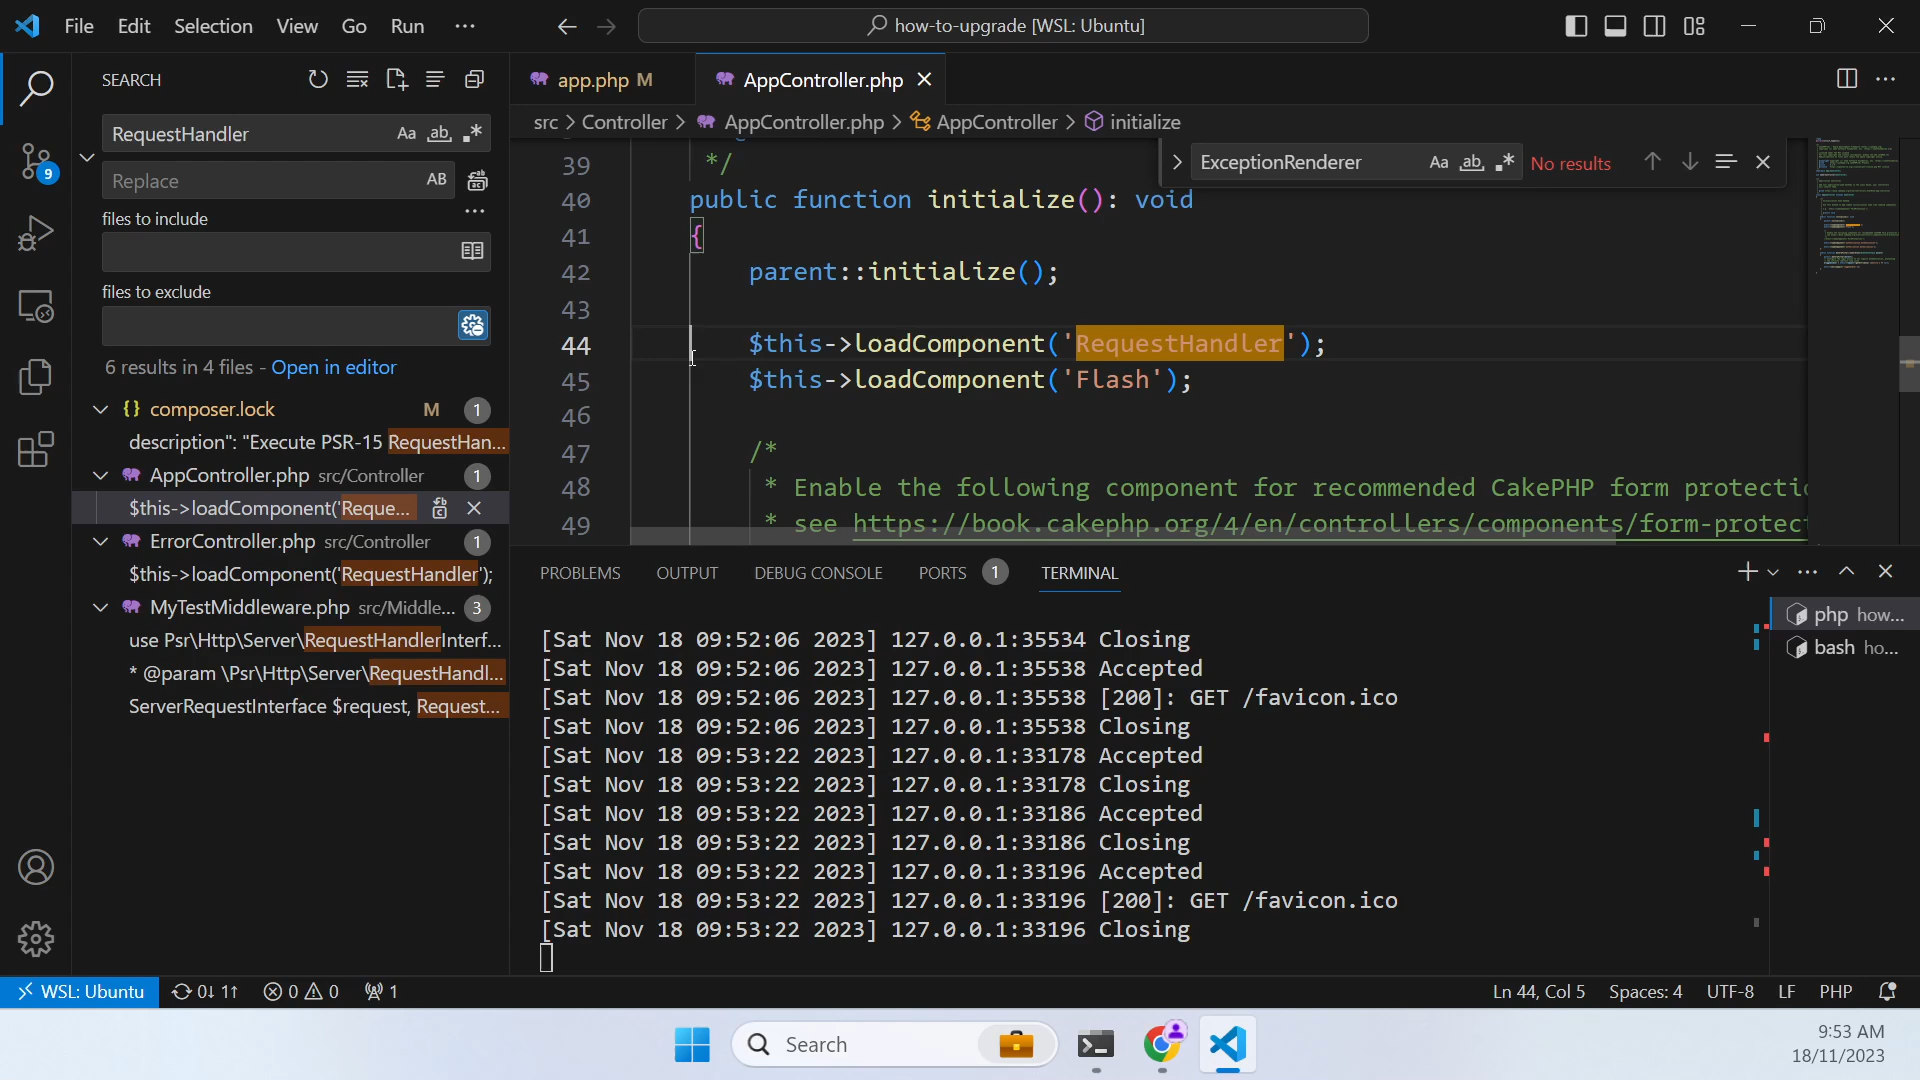 File Edit Selection View Go Run ···
how-to-upgrade [WSL: Ubuntu]
SEARCH
RequestHandler Aa ab
Replace AB
files to include
files to exclude
6 results in 4 files - Open in editor
{} composer.lock M 1
description": "Execute PSR-15 RequestHan...
AppController.php src/Controller 1
$this->loadComponent('Reque...
ErrorController.php src/Controller 1
$this->loadComponent('RequestHandler');
MyTestMiddleware.php src/Middle... 3
use Psr\Http\Server\RequestHandlerInterf...
* @param \Psr\Http\Server\RequestHandl...
ServerRequestInterface $request, Request...
app.php M
AppController.php
src > Controller > AppController.php > AppController > initialize
ExceptionRenderer Aa ab No results
39 */
40 public function initialize(): void
41 {
42 parent::initialize();
43
44 $this->loadComponent('RequestHandler');
45 $this->loadComponent('Flash');
46
47 /*
48 * Enable the following component for recommended CakePHP form protectio
49 * see https://book.cakephp.org/4/en/controllers/components/form-protect
PROBLEMS OUTPUT DEBUG CONSOLE PORTS 1 TERMINAL
[Sat Nov 18 09:52:06 2023] 127.0.0.1:35534 Closing
[Sat Nov 18 09:52:06 2023] 127.0.0.1:35538 Accepted
[Sat Nov 18 09:52:06 2023] 127.0.0.1:35538 [200]: GET /favicon.ico
[Sat Nov 18 09:52:06 2023] 127.0.0.1:35538 Closing
[Sat Nov 18 09:53:22 2023] 127.0.0.1:33178 Accepted
[Sat Nov 18 09:53:22 2023] 127.0.0.1:33178 Closing
[Sat Nov 18 09:53:22 2023] 127.0.0.1:33186 Accepted
[Sat Nov 18 09:53:22 2023] 127.0.0.1:33186 Closing
[Sat Nov 18 09:53:22 2023] 127.0.0.1:33196 Accepted
[Sat Nov 18 09:53:22 2023] 127.0.0.1:33196 [200]: GET /favicon.ico
[Sat Nov 18 09:53:22 2023] 127.0.0.1:33196 Closing
php how...
bash ho...
9
WSL: Ubuntu 0↓ 1↑ 0 0 1
Ln 44, Col 5 Spaces: 4 UTF-8 LF PHP
Search
9:53 AM
18/11/2023